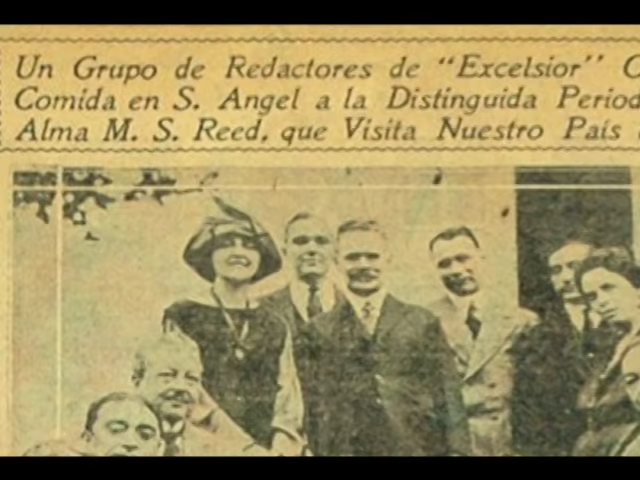 Un Grupo de Redactores de "Excelsior"
Comida en S. Angel a la Distinguida
Alma M. S. Reed, que Visita Nuestro País